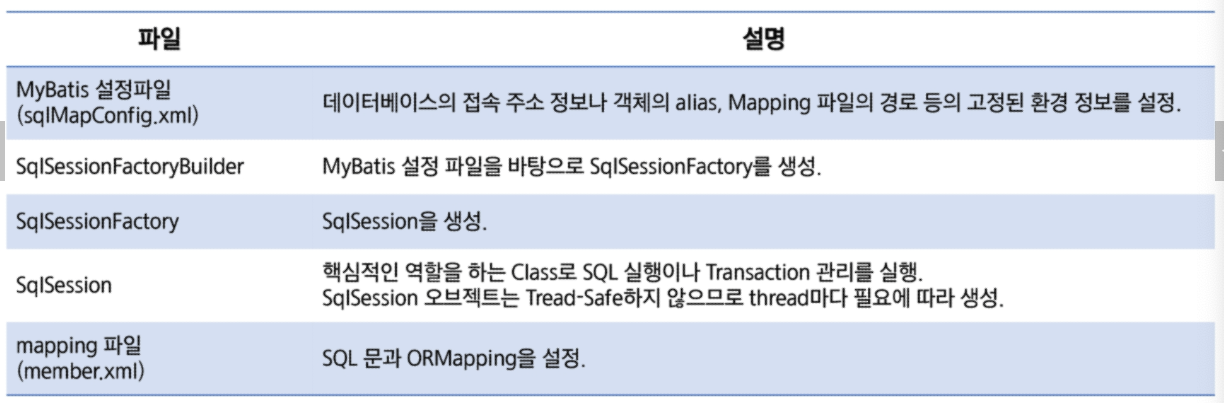 파일 설명
MyBatis 설정파일
(sqlMapConfig.xml)
데이터베이스의 접속 주소 정보나 객체의 alias, Mapping 파일의 경로 등의 고정된 환경 정보를 설정.
SqlSessionFactoryBuilder MyBatis 설정 파일을 바탕으로 SqlSessionFactory를 생성.
SqlSessionFactory SqlSession을 생성.
SqlSession
핵심적인 역할을 하는 Class로 SQL 실행이나 Transaction 관리를 실행.
SqlSession 오브젝트는 Tread-Safe하지 않으므로 thread마다 필요에 따라 생성.
mapping 파일
(member.xml)
SQL 문과 ORMapping을 설정.